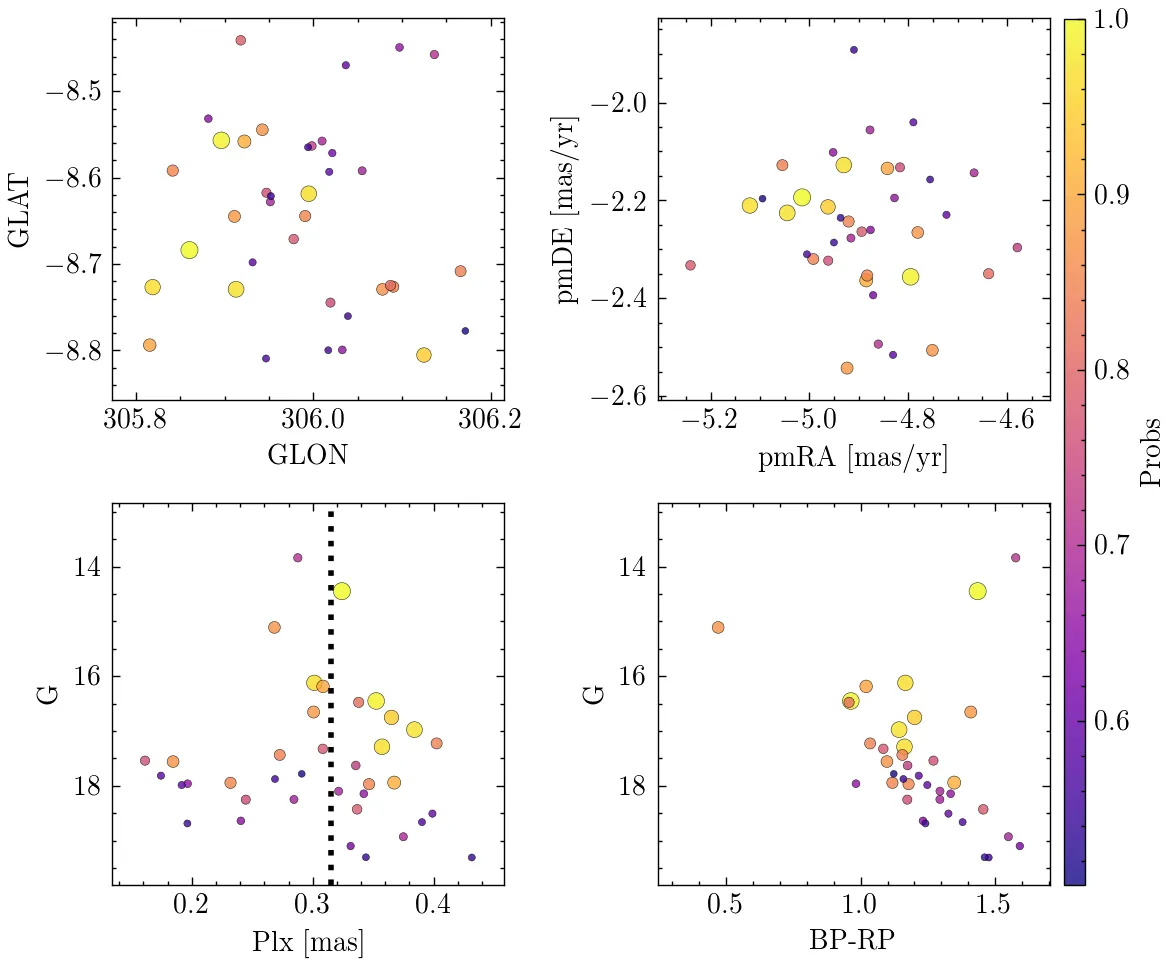 −8.5
−8.6
−8.7
−8.8
GLAT
305.8 306.0 306.2
GLON
−2.0
−2.2
−2.4
−2.6
pmDE [mas/yr]
−5.2 −5.0 −4.8 −4.6
pmRA [mas/yr]
14
16
18
G
0.2 0.3 0.4
Plx [mas]
14
16
18
G
0.5 1.0 1.5
BP-RP
1.0
0.9
0.8
0.7
0.6
Probs